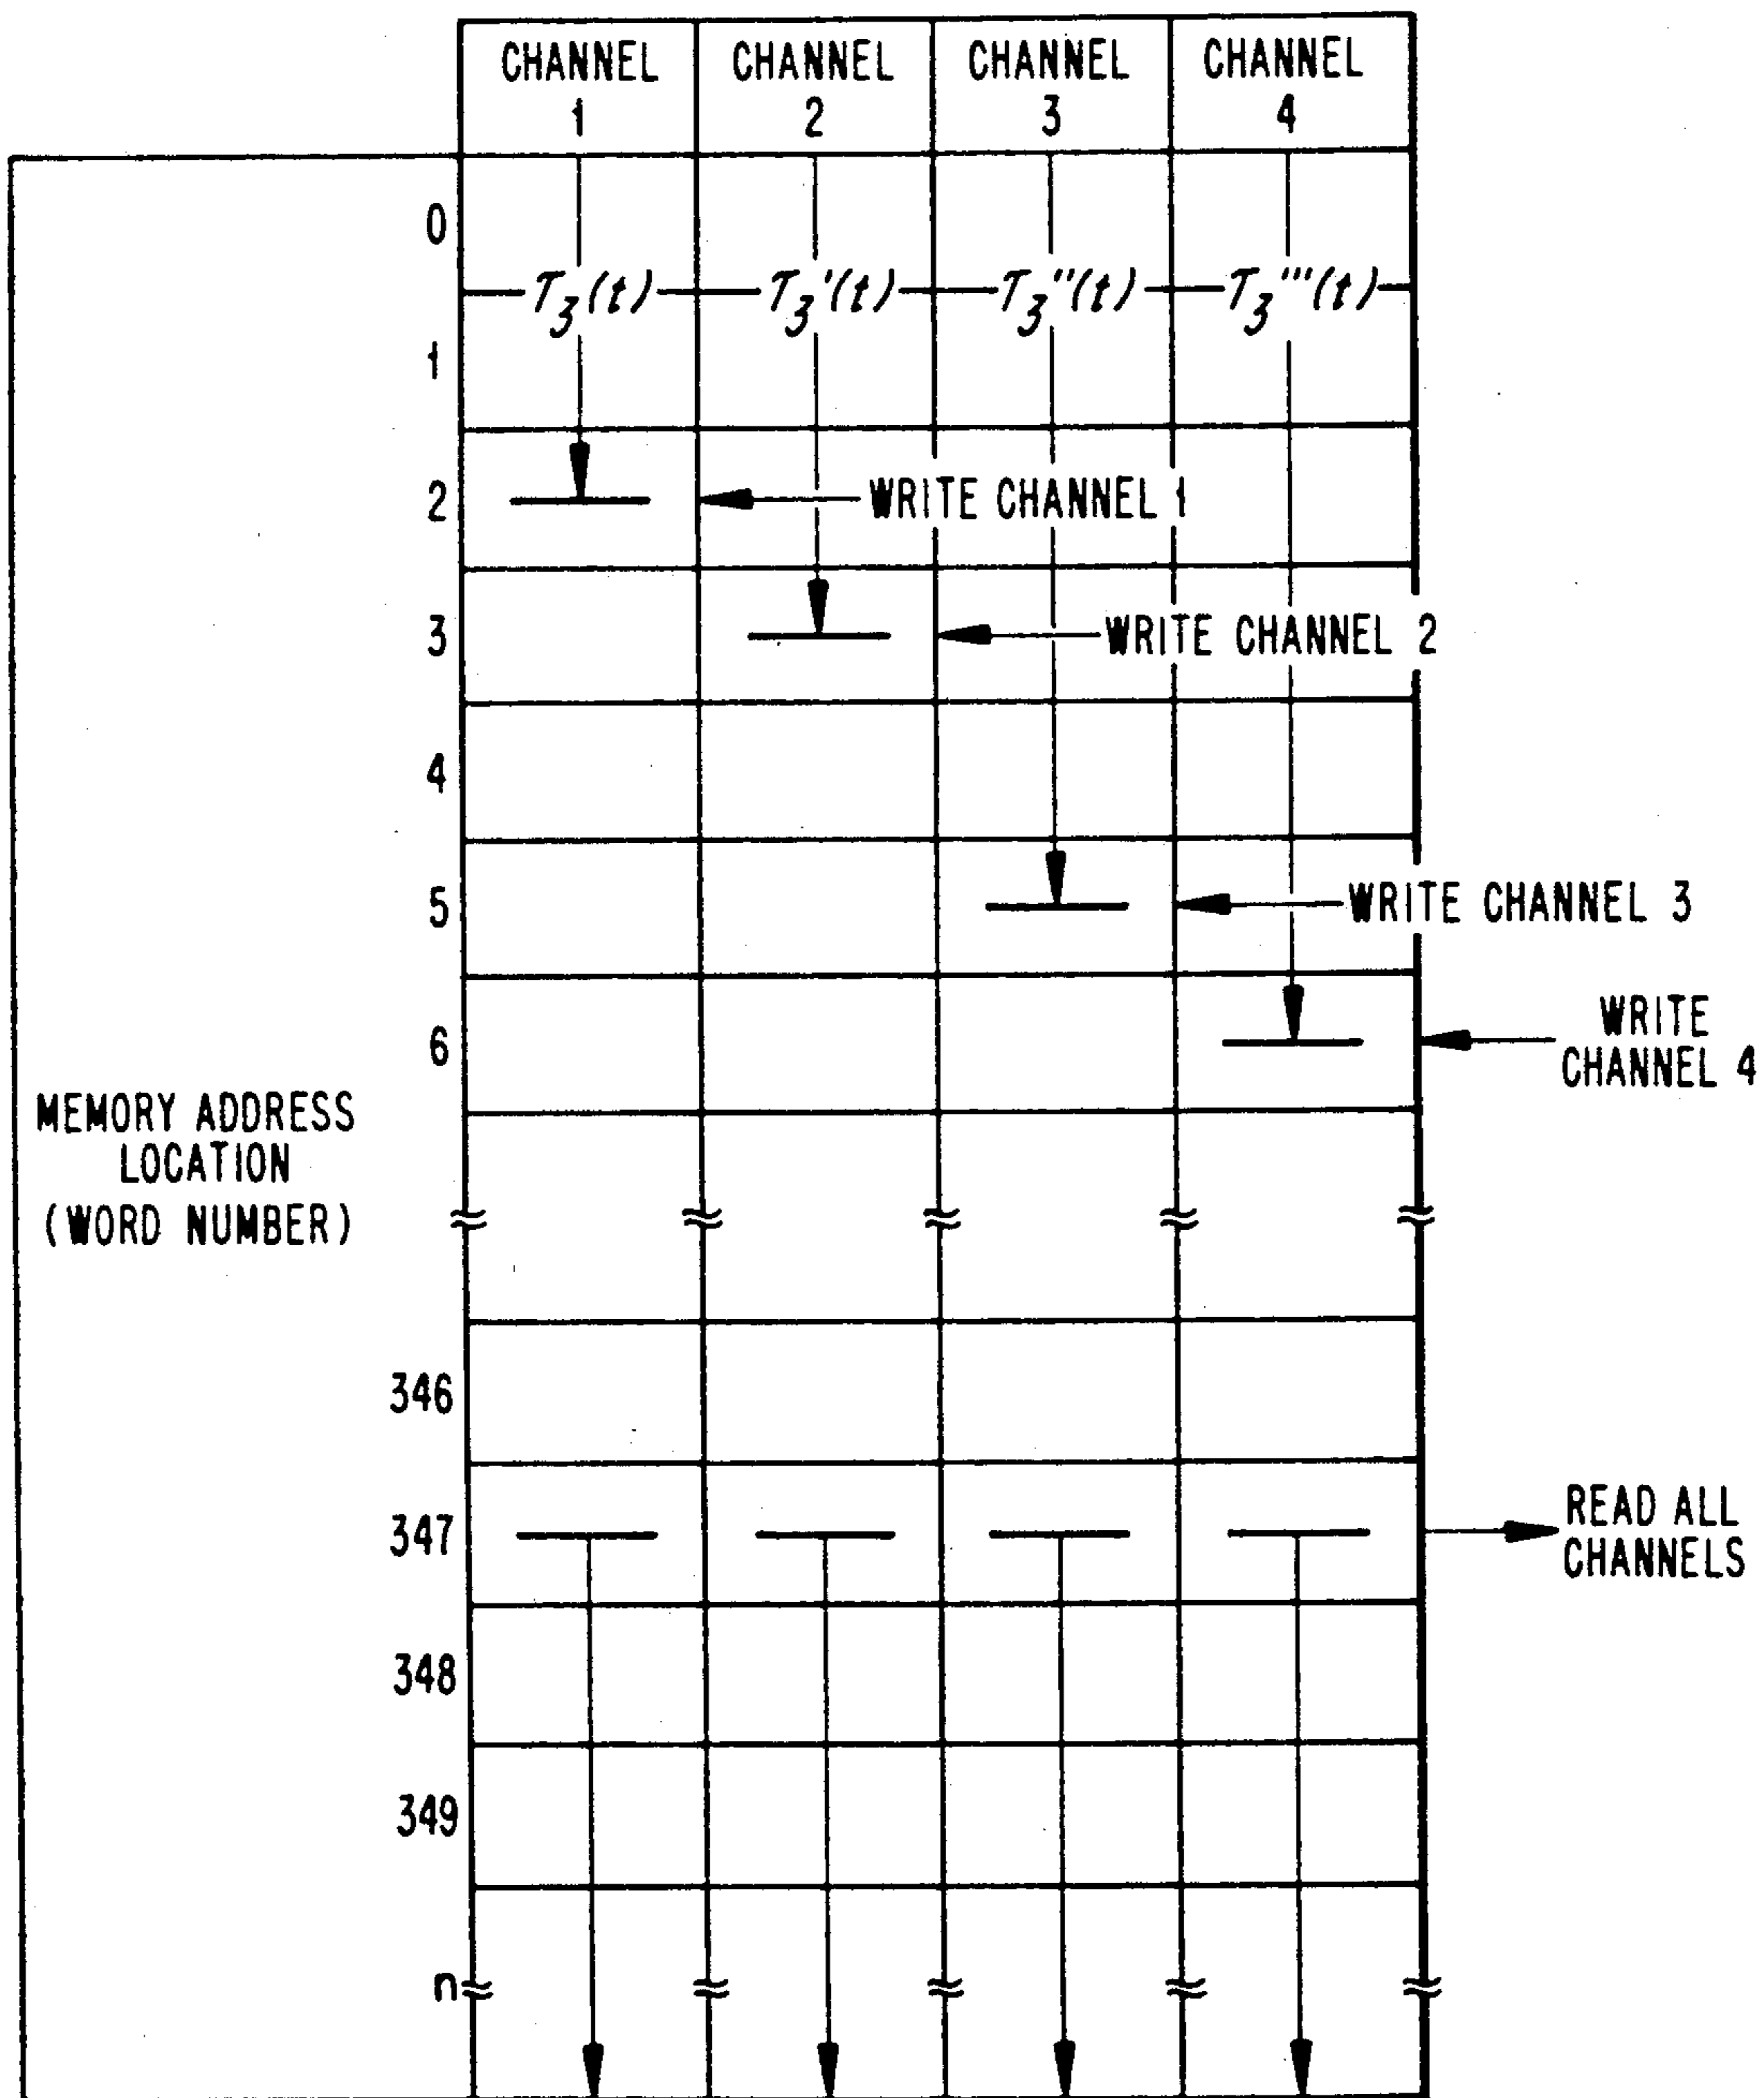 CHANNEL 1
CHANNEL 2
CHANNEL 3
CHANNEL 4
0
T₃(t)
T₃'(t)
T₃''(t)
T₃'''(t)
1
2
WRITE CHANNEL 1
3
WRITE CHANNEL 2
4
5
WRITE CHANNEL 3
6
WRITE
CHANNEL 4
MEMORY ADDRESS
LOCATION
(WORD NUMBER)
346
347
READ ALL
CHANNELS
348
349
n